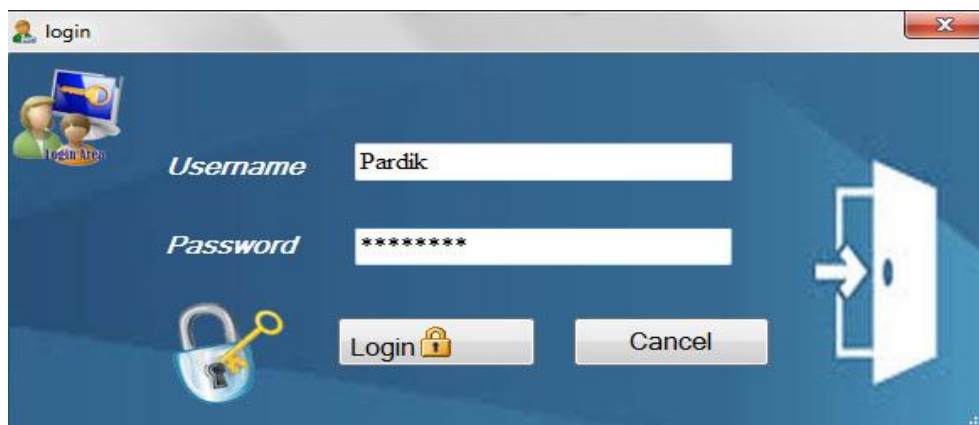 login
Login Area
Username
Pardik
Password
********
Login
Cancel